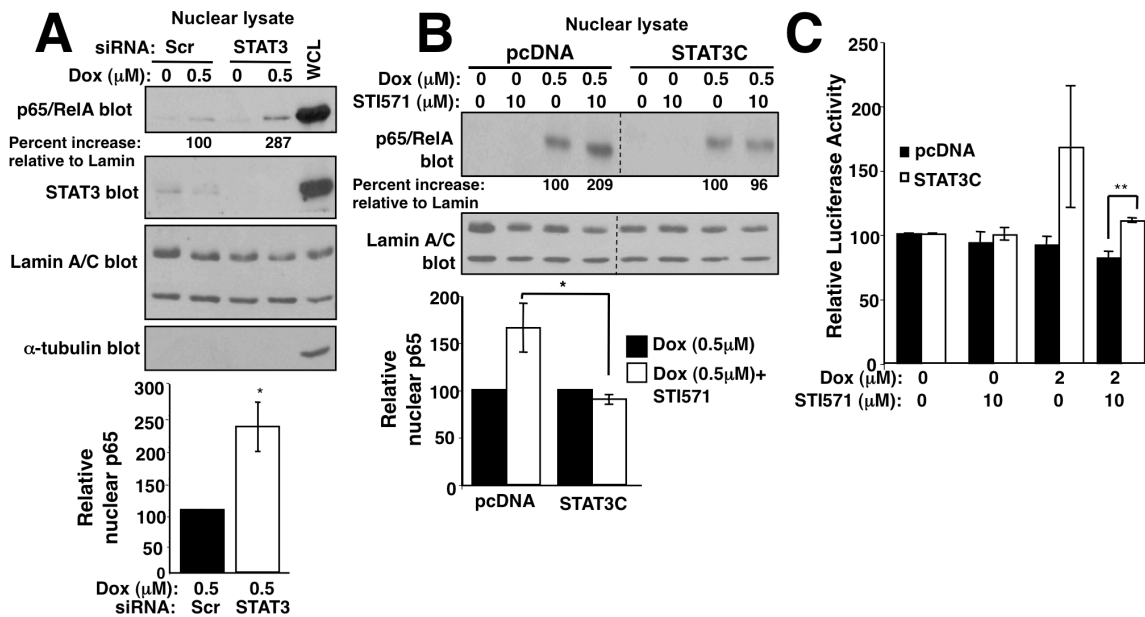 A
Nuclear lysate
siRNA: Scr STAT3 WCL
Dox (μM): 0 0.5 0 0.5
p65/RelA blot
Percent increase: 100 287
relative to Lamin
STAT3 blot
Lamin A/C blot
α-tubulin blot
Relative
nuclear p65
300
250
200
150
100
50
0
*
Dox (μM): 0.5 0.5
siRNA: Scr STAT3
B
Nuclear lysate
pcDNA STAT3C
Dox (μM): 0 0 0.5 0.5 0 0 0.5 0.5
STI571 (μM): 0 10 0 10 0 10 0 10
p65/RelA
blot
Percent increase: 100 209 100 96
relative to Lamin
Lamin A/C
blot
Relative
nuclear p65
200
150
100
50
0
*
Dox (0.5μM)
Dox (0.5μM)+
STI571
pcDNA STAT3C
C
Relative Luciferase Activity
250
200
150
100
50
0
pcDNA
STAT3C
**
Dox (μM): 0 0 2 2
STI571 (μM): 0 10 0 10